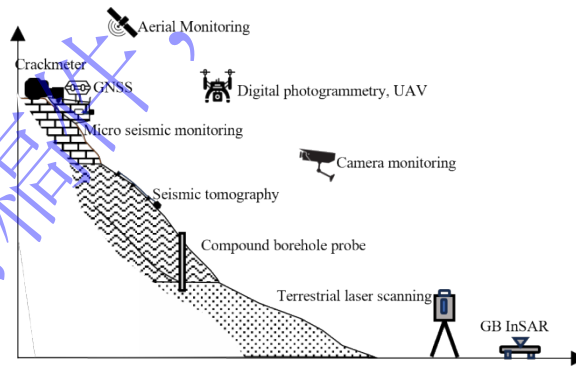 Aerial Monitoring
Crackmeter
GNSS
Digital photogrammetry, UAV
Micro seismic monitoring
Camera monitoring
Seismic tomography
Compound borehole probe
Terrestrial laser scanning
GB InSAR